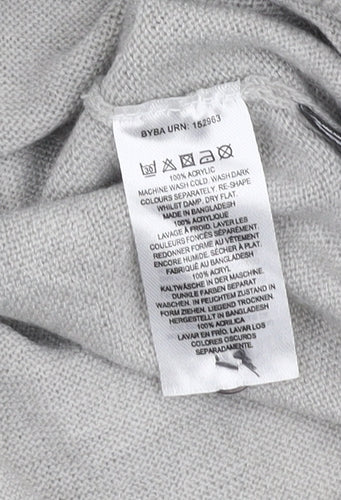 BYBA URN: 152963
30
100% ACRYLIC
MACHINE WASH COLD. WASH DARK
COLOURS SEPARATELY. RE-SHAPE
WHILST DAMP. DRY FLAT.
MADE IN BANGLADESH
100% ACRYLIQUE
LAVAGE À FROID. LAVER LES
COULEURS FONCÉS SÉPARÉMENT.
REDONNER FORME AU VÊTEMENT
ENCORE HUMIDE. SÉCHER À PLAT.
FABRIQUÉ AU BANGLADESH
100% ACRYL
KALTWÄSCHE IN DER MASCHINE.
DUNKLE FARBEN SEPARAT
WASCHEN. IN FEUCHTEM ZUSTAND IN
FORM ZIEHEN. LIEGEND TROCKNEN.
HERGESTELLT IN BANGLADESH
100% ACRILICA
LAVAR EN FRÍO. LAVAR LOS
COLORES OSCUROS
SEPARADAMENTE.